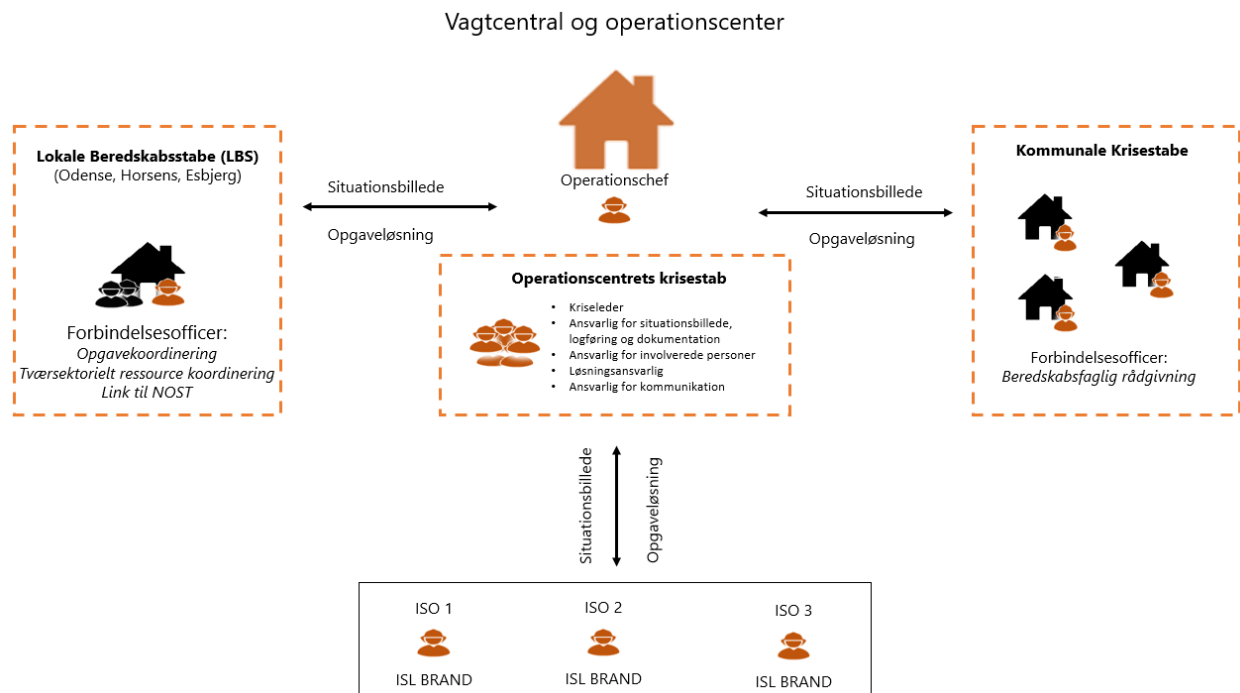 Vagtcentral og operationscenter
Lokale Beredskabsstabe (LBS)
(Odense, Horsens, Esbjerg)
Forbindelsesofficer:
Opgavekoordinering
Tværsektorielt ressource koordinering
Link til NOST
Situationsbillede
Opgaveløsning
Operationschef
Operationscentrets krisestab
• Kriseleder
• Ansvarlig for situationsbillede,
logføring og dokumentation
• Ansvarlig for involverede personer
• Løsningsansvarlig
• Ansvarlig for kommunikation
Situationsbillede
Opgaveløsning
Kommunale Krisestabe
Forbindelsesofficer:
Beredskabsfaglig rådgivning
Situationsbillede
Opgaveløsning
ISO 1
ISL BRAND
ISO 2
ISL BRAND
ISO 3
ISL BRAND